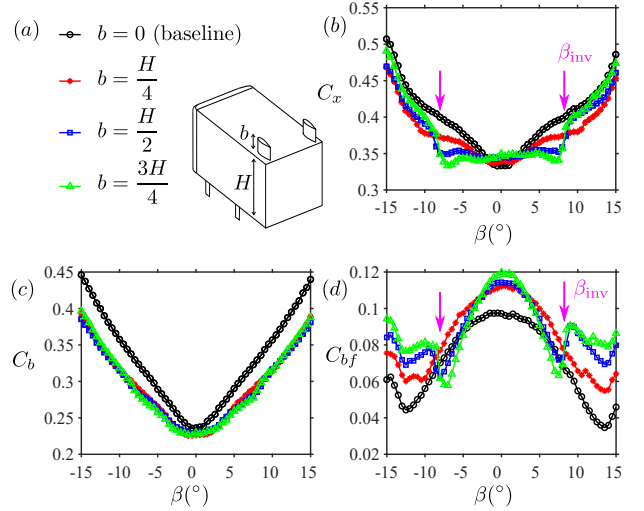 (a)
b = 0 (baseline)
b = H/4
b = H/2
b = 3H/4
b
H
(b)
C_x
0.55
0.5
0.45
0.4
0.35
0.3
β_inv
-15 -10 -5 0 5 10 15
β(°)
(c)
C_b
0.45
0.4
0.35
0.3
0.25
0.2
-15 -10 -5 0 5 10 15
β(°)
(d)
C_bf
0.12
0.1
0.08
0.06
0.04
0.02
β_inv
-15 -10 -5 0 5 10 15
β(°)